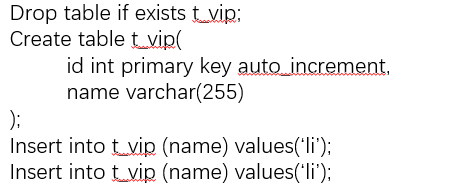 Drop table if exists t_vip;
Create table t_vip(
id int primary key auto_increment,
name varchar(255)
);
Insert into t_vip (name) values(‘li’);
Insert into t_vip (name) values(‘li’);